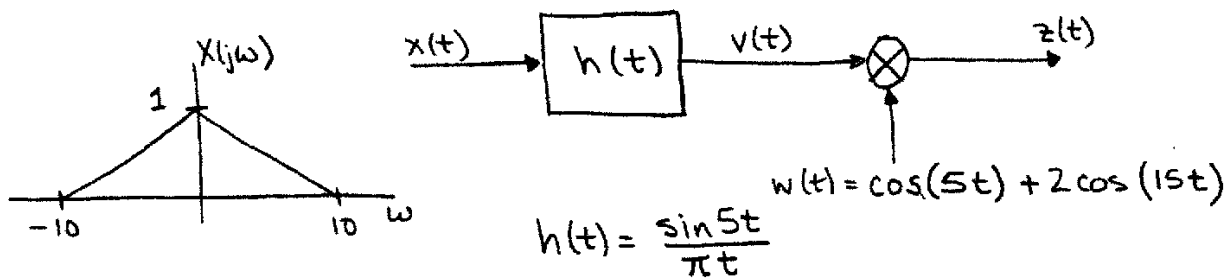 X(jω)
1
-10
10
ω
x(t)
h(t)
v(t)
z(t)
w(t) = cos(5t) + 2cos(15t)
h(t) = sin5t
πt